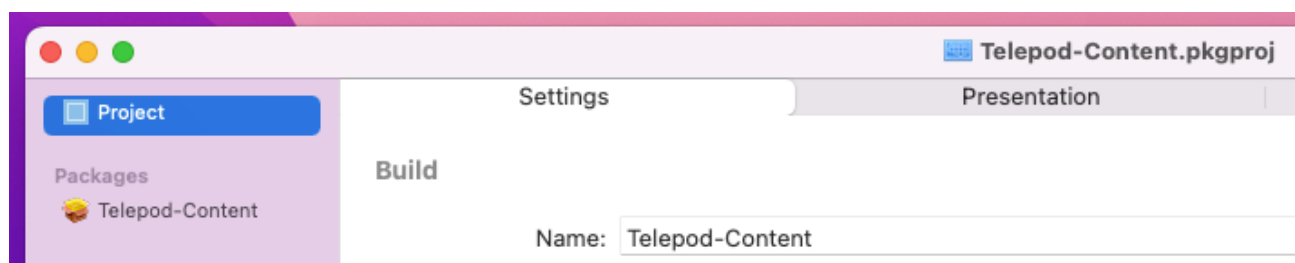 Telepod-Content.pkgproj
Project
Settings
Presentation
Build
Packages
Telepod-Content
Name: Telepod-Content